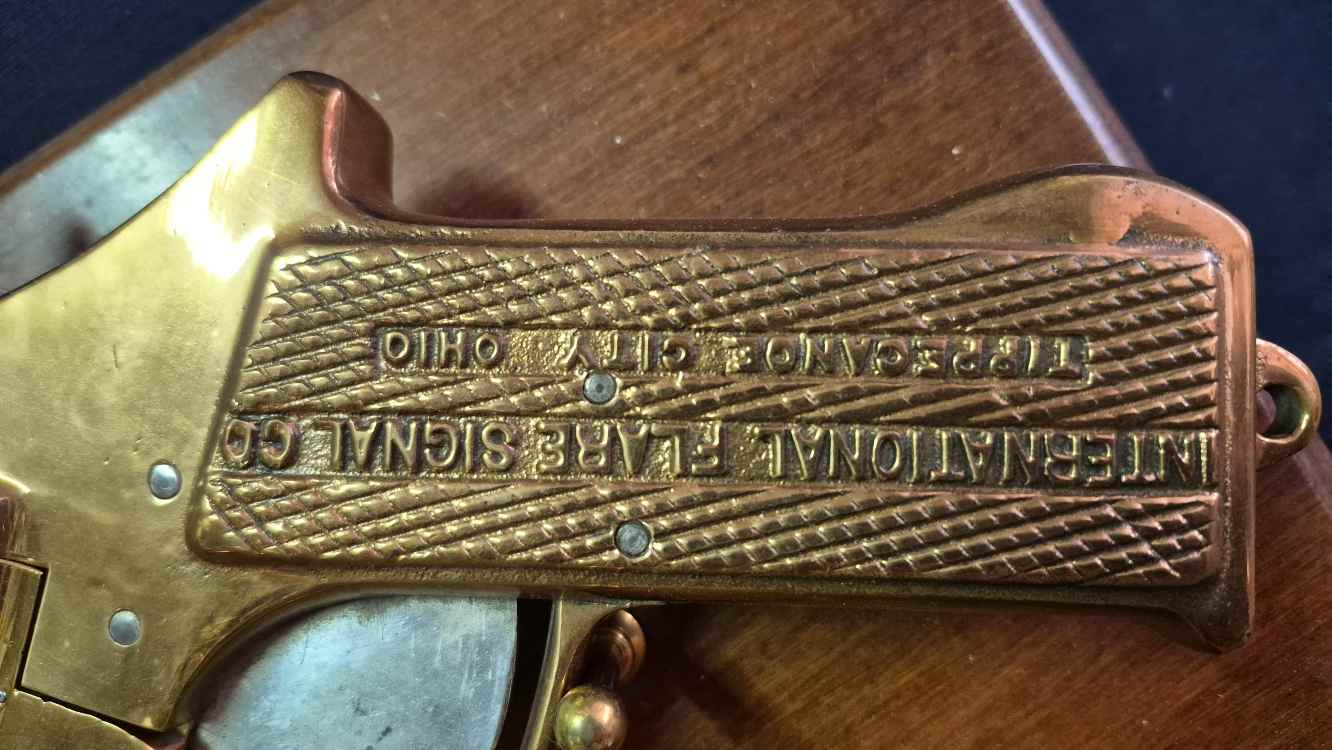 INTERNATIONAL FLARE SIGNAL CO
TIPPECANOE CITY OHIO